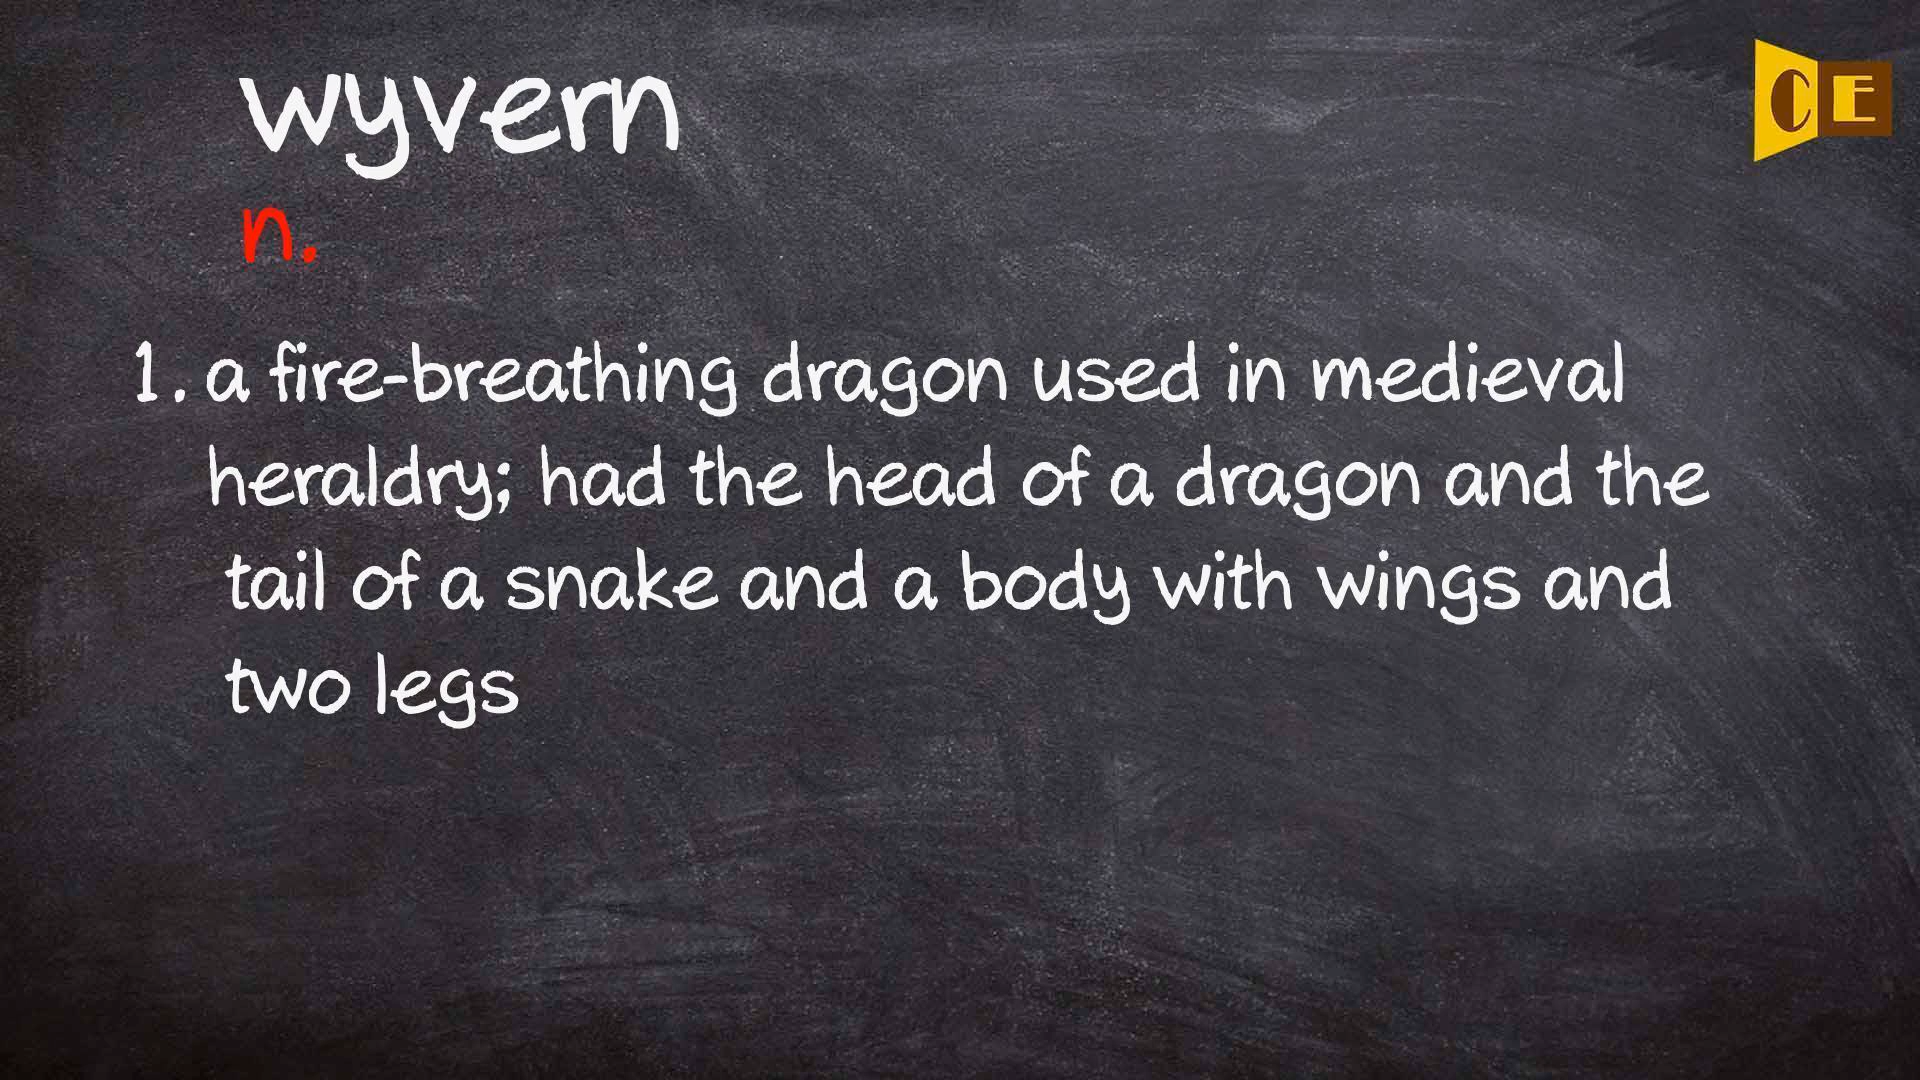 wyvern
CE
n.
1. a fire-breathing dragon used in medieval
heraldry; had the head of a dragon and the
tail of a snake and a body with wings and
two legs